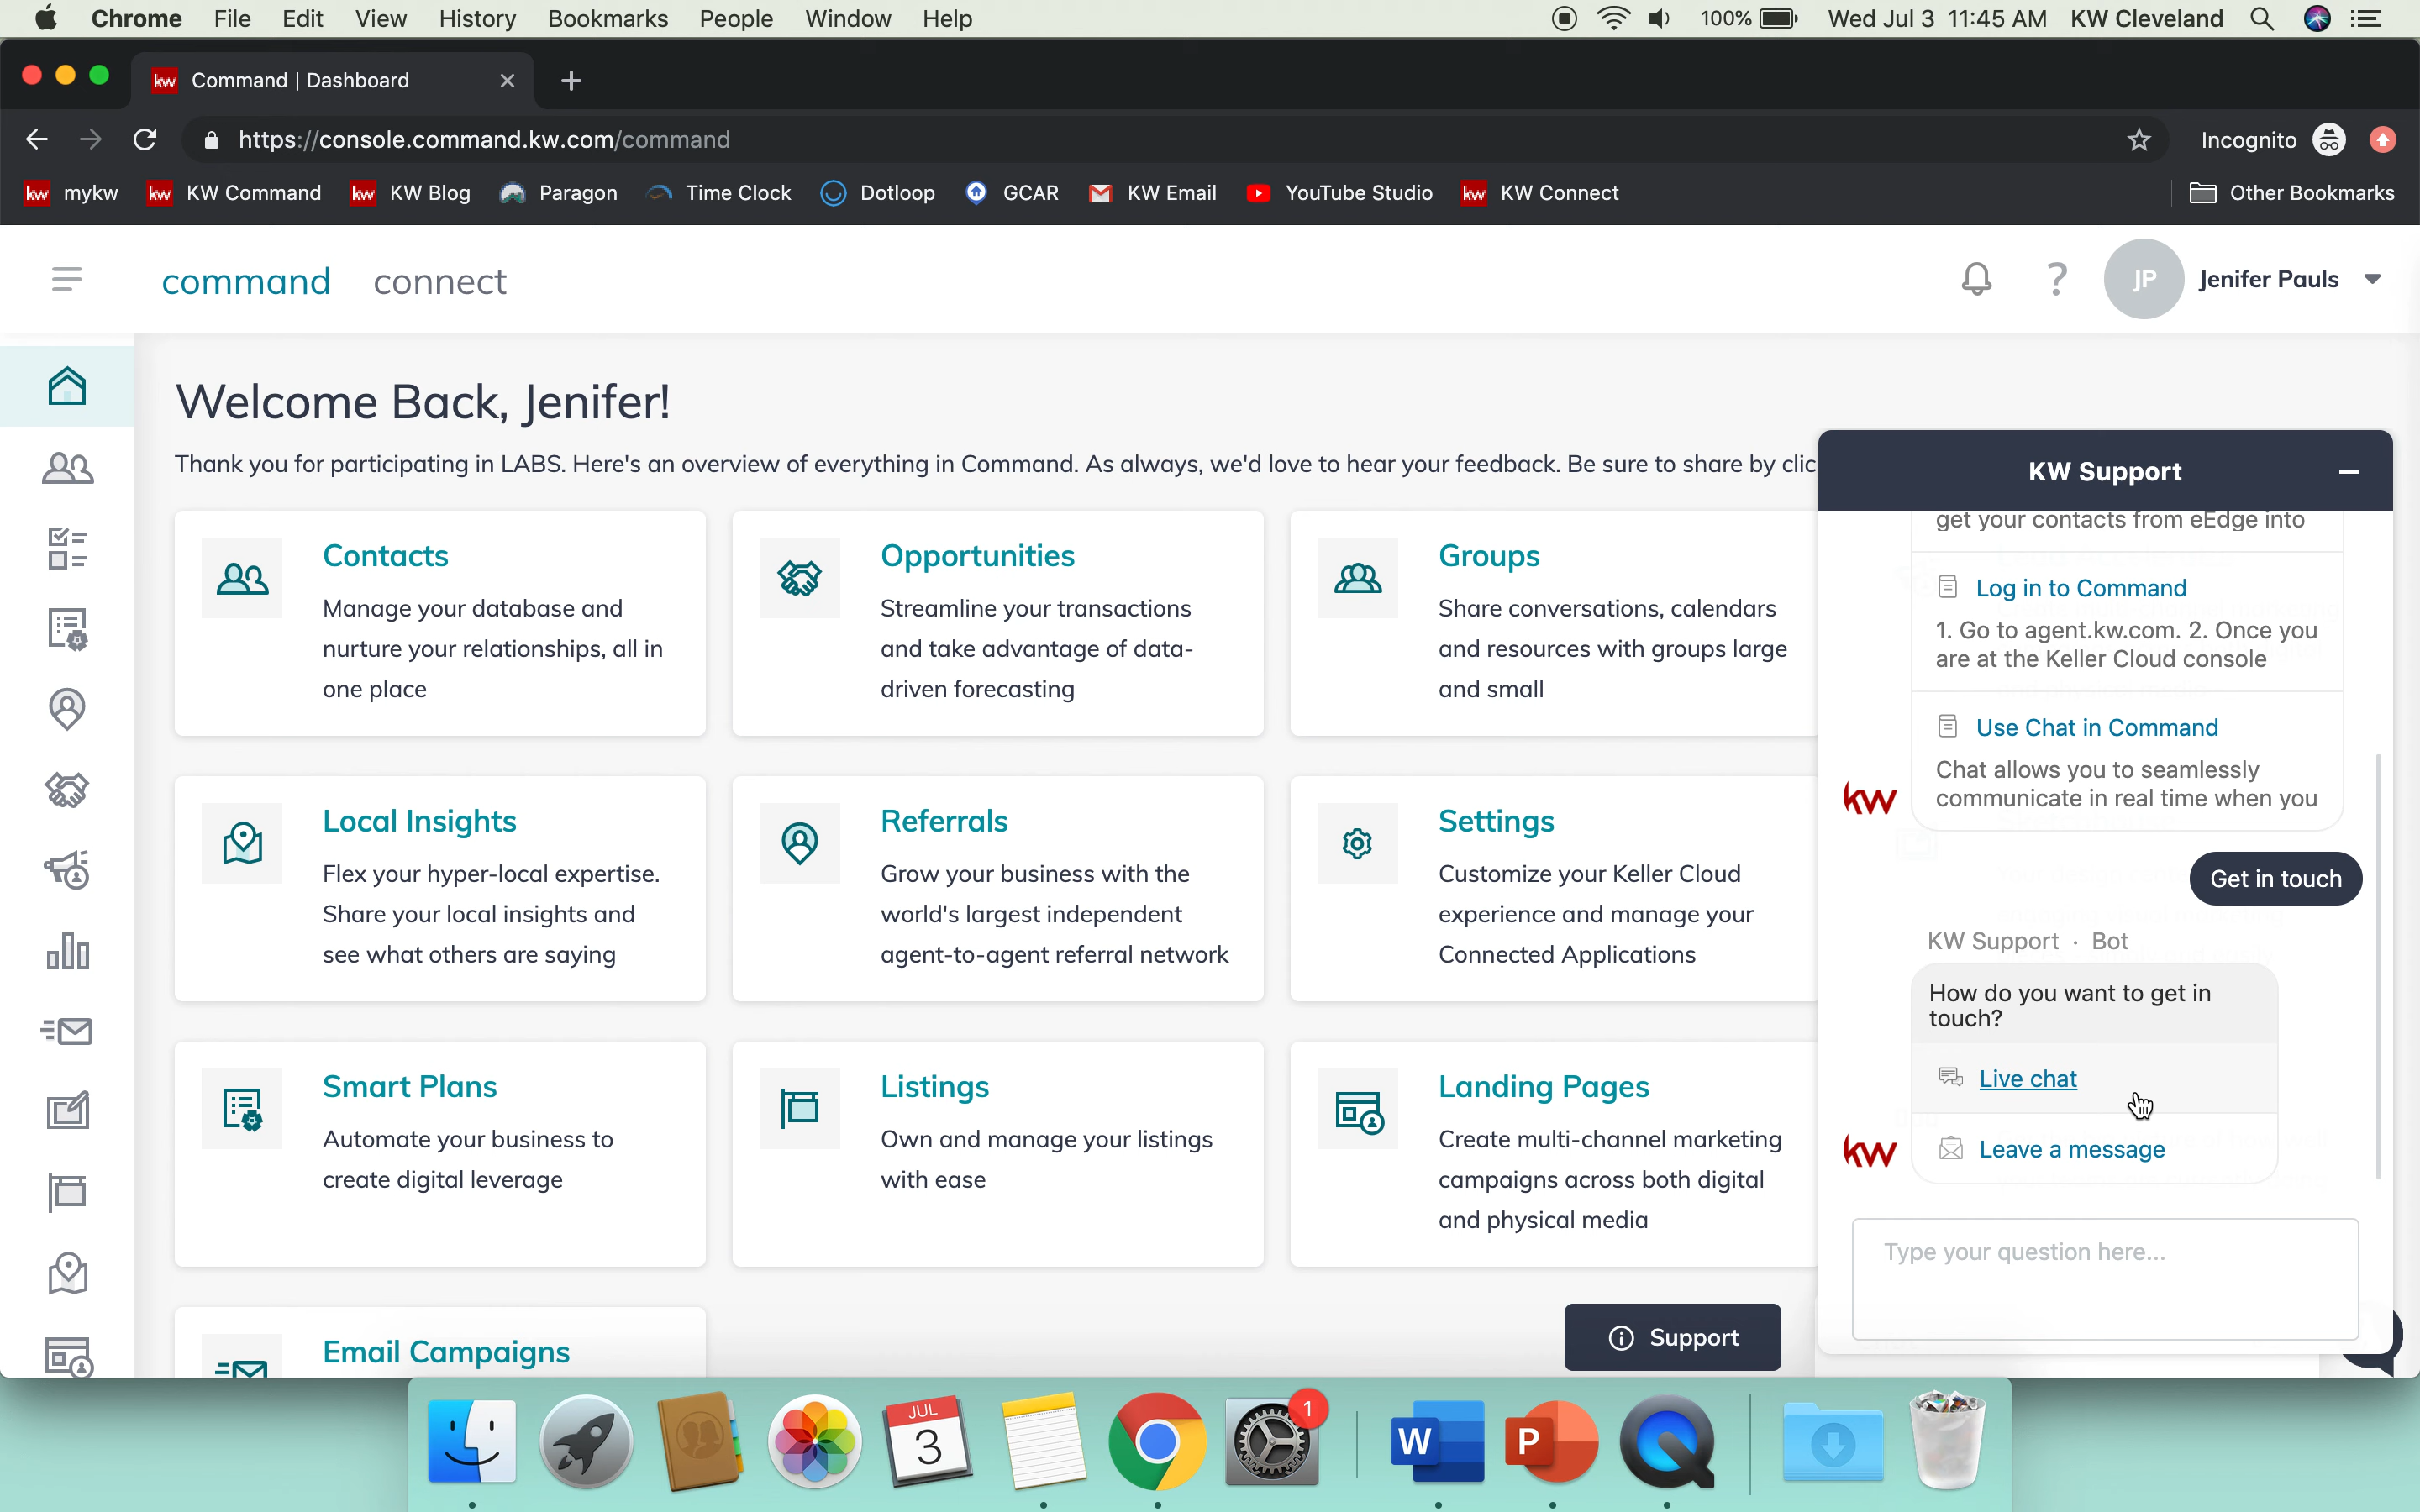 Chrome File Edit View History Bookmarks People Window Help 100% Wed Jul 3 11:45 AM KW Cleveland
kw Command | Dashboard
https://console.command.kw.com/command Incognito
kw mykw kw KW Command kw KW Blog Paragon Time Clock Dotloop GCAR KW Email YouTube Studio kw KW Connect Other Bookmarks
command connect ? JP Jenifer Pauls
Welcome Back, Jenifer!
Thank you for participating in LABS. Here's an overview of everything in Command. As always, we'd love to hear your feedback. Be sure to share by clic
Contacts
Manage your database and
nurture your relationships, all in
one place
Opportunities
Streamline your transactions
and take advantage of data-
driven forecasting
Groups
Share conversations, calendars
and resources with groups large
and small
Local Insights
Flex your hyper-local expertise.
Share your local insights and
see what others are saying
Referrals
Grow your business with the
world's largest independent
agent-to-agent referral network
Settings
Customize your Keller Cloud
experience and manage your
Connected Applications
Smart Plans
Automate your business to
create digital leverage
Listings
Own and manage your listings
with ease
Landing Pages
Create multi-channel marketing
campaigns across both digital
and physical media
Email Campaigns
Support
KW Support
get your contacts from eEdge into
Log in to Command
1. Go to agent.kw.com. 2. Once you
are at the Keller Cloud console
Use Chat in Command
Chat allows you to seamlessly
communicate in real time when you
kw
Get in touch
KW Support · Bot
How do you want to get in
touch?
Live chat
kw
Leave a message
Type your question here...
JUL
3
1
W
P